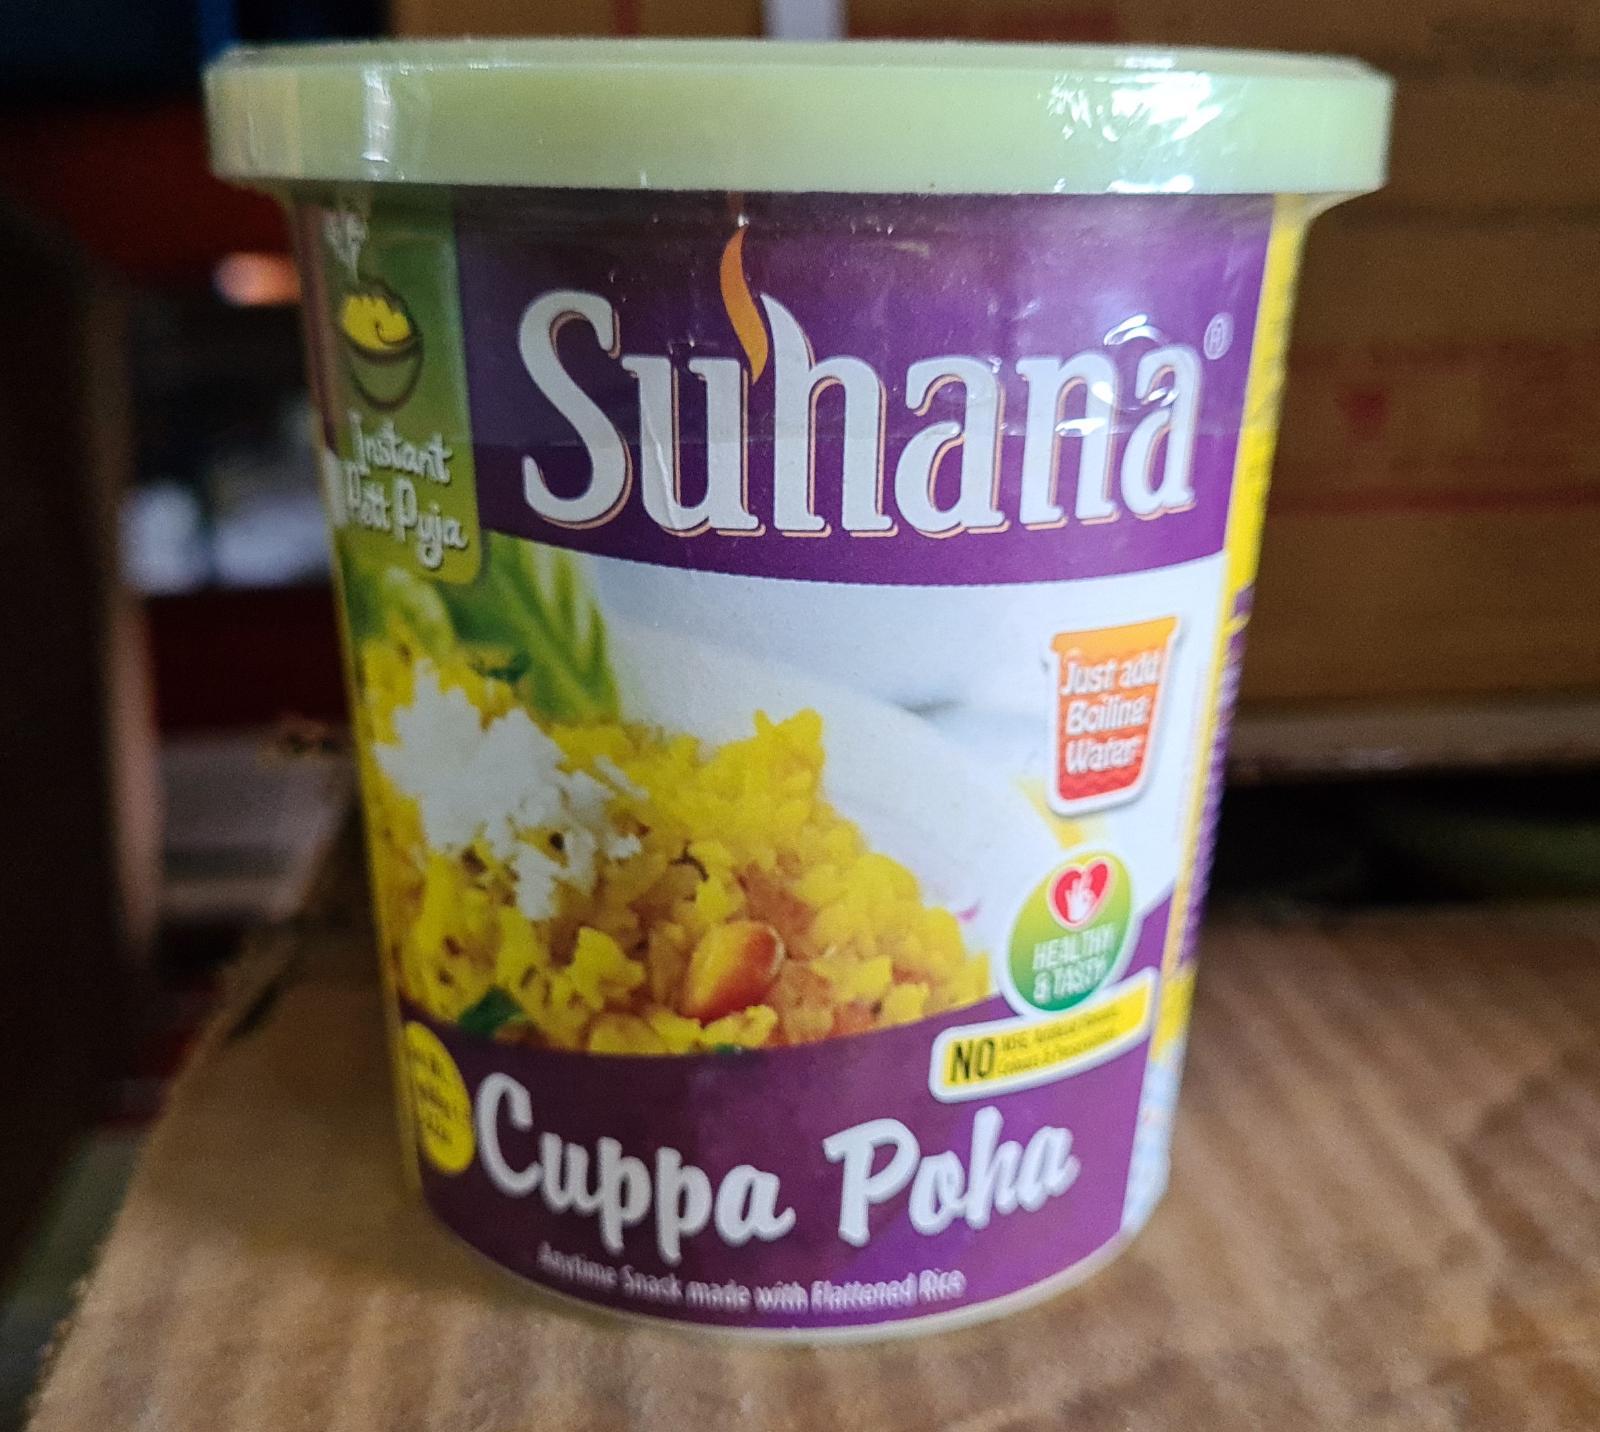 Suhana®
Instant
Pett Puja
Just add
Boiling
Water
HEALTHY
& TASTY
NO
Cuppa Poha
Anytime Snack made with Flattened Rice